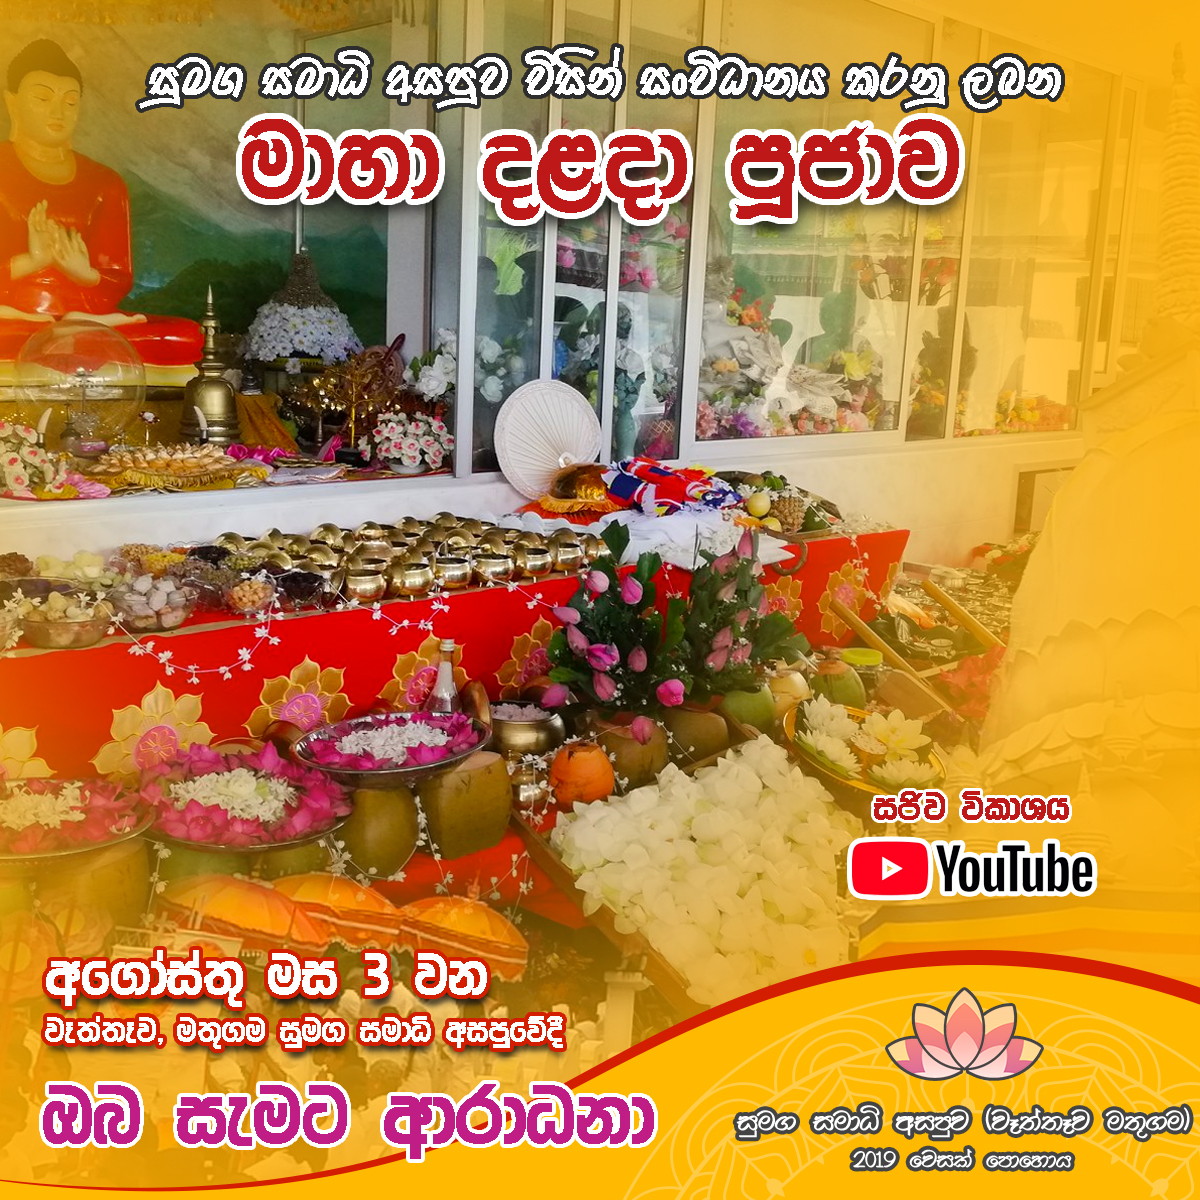 සුමග සමාධි අසපුව විසින් සංවිධානය කරනු ලබන
මාහා දළදා පූජාව
සජිව විකාශය
YouTube
අගෝස්තු මස 3 වන
වැත්තෑව, මතුගම සුමග සමාධි අසපුවේදී
ඔබ සැමට ආරාධනා
සුමග සමාධි අසපුව (වෑත්තෑව මතුගම)
2019 වෙසක් පොහොය